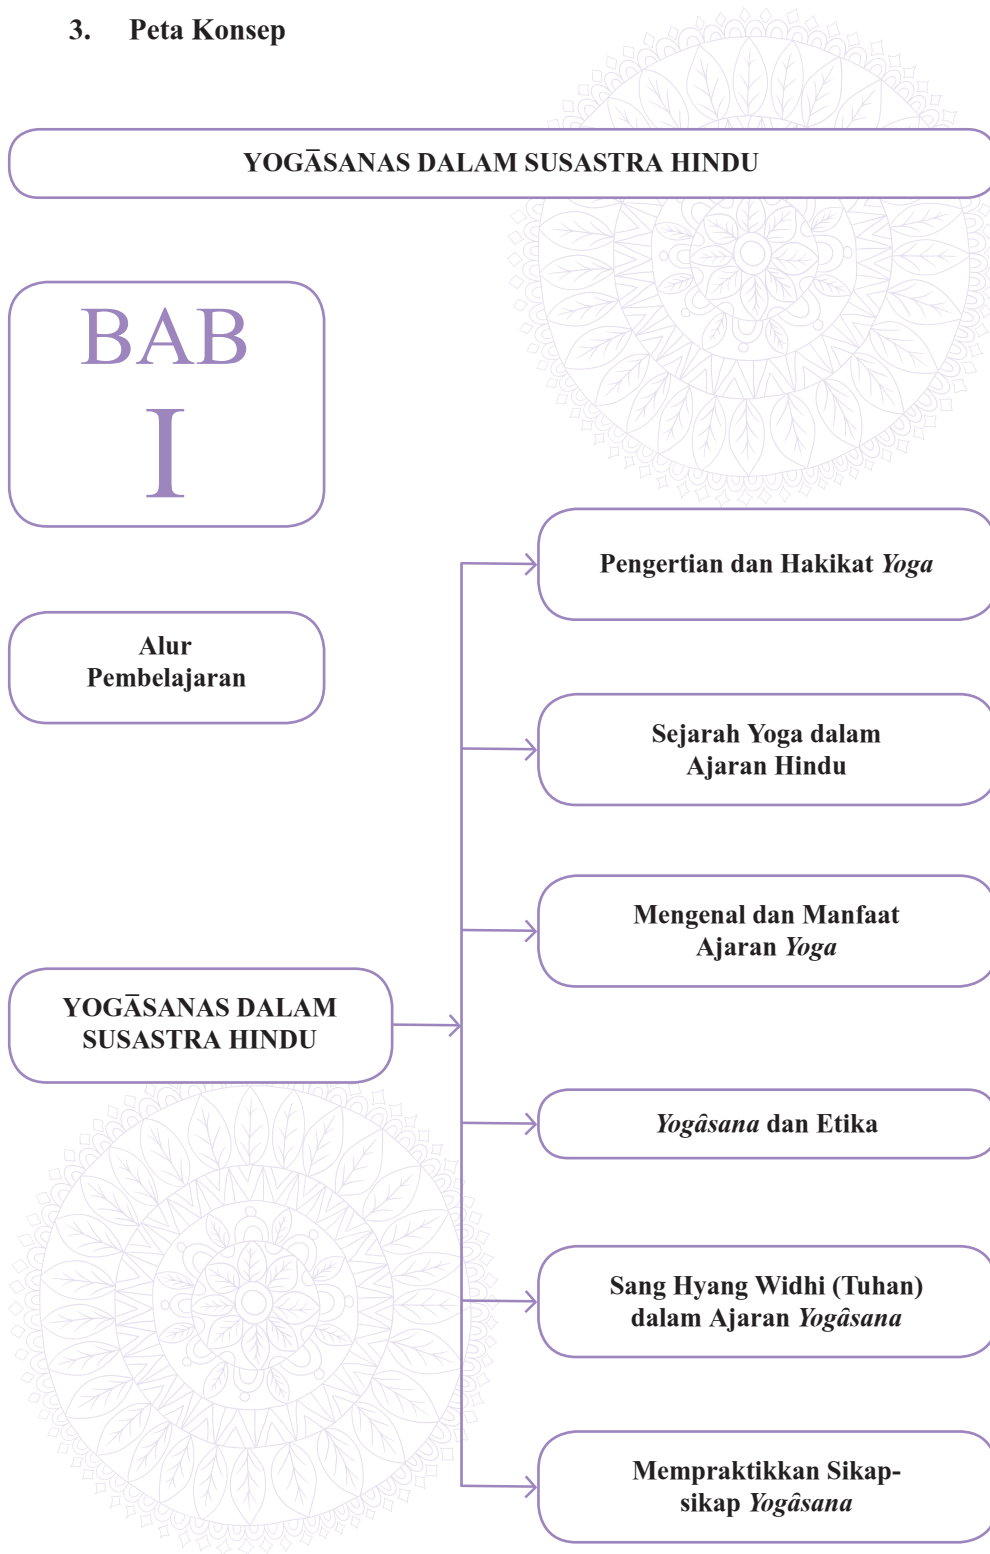 3. Peta Konsep
YOGĀSANAS DALAM SUSASTRA HINDU
BAB
I
Alur
Pembelajaran
YOGĀSANAS DALAM
SUSASTRA HINDU
Pengertian dan Hakikat Yoga
Sejarah Yoga dalam
Ajaran Hindu
Mengenal dan Manfaat
Ajaran Yoga
Yogâsana dan Etika
Sang Hyang Widhi (Tuhan)
dalam Ajaran Yogâsana
Mempraktikkan Sikap-
sikap Yogâsana